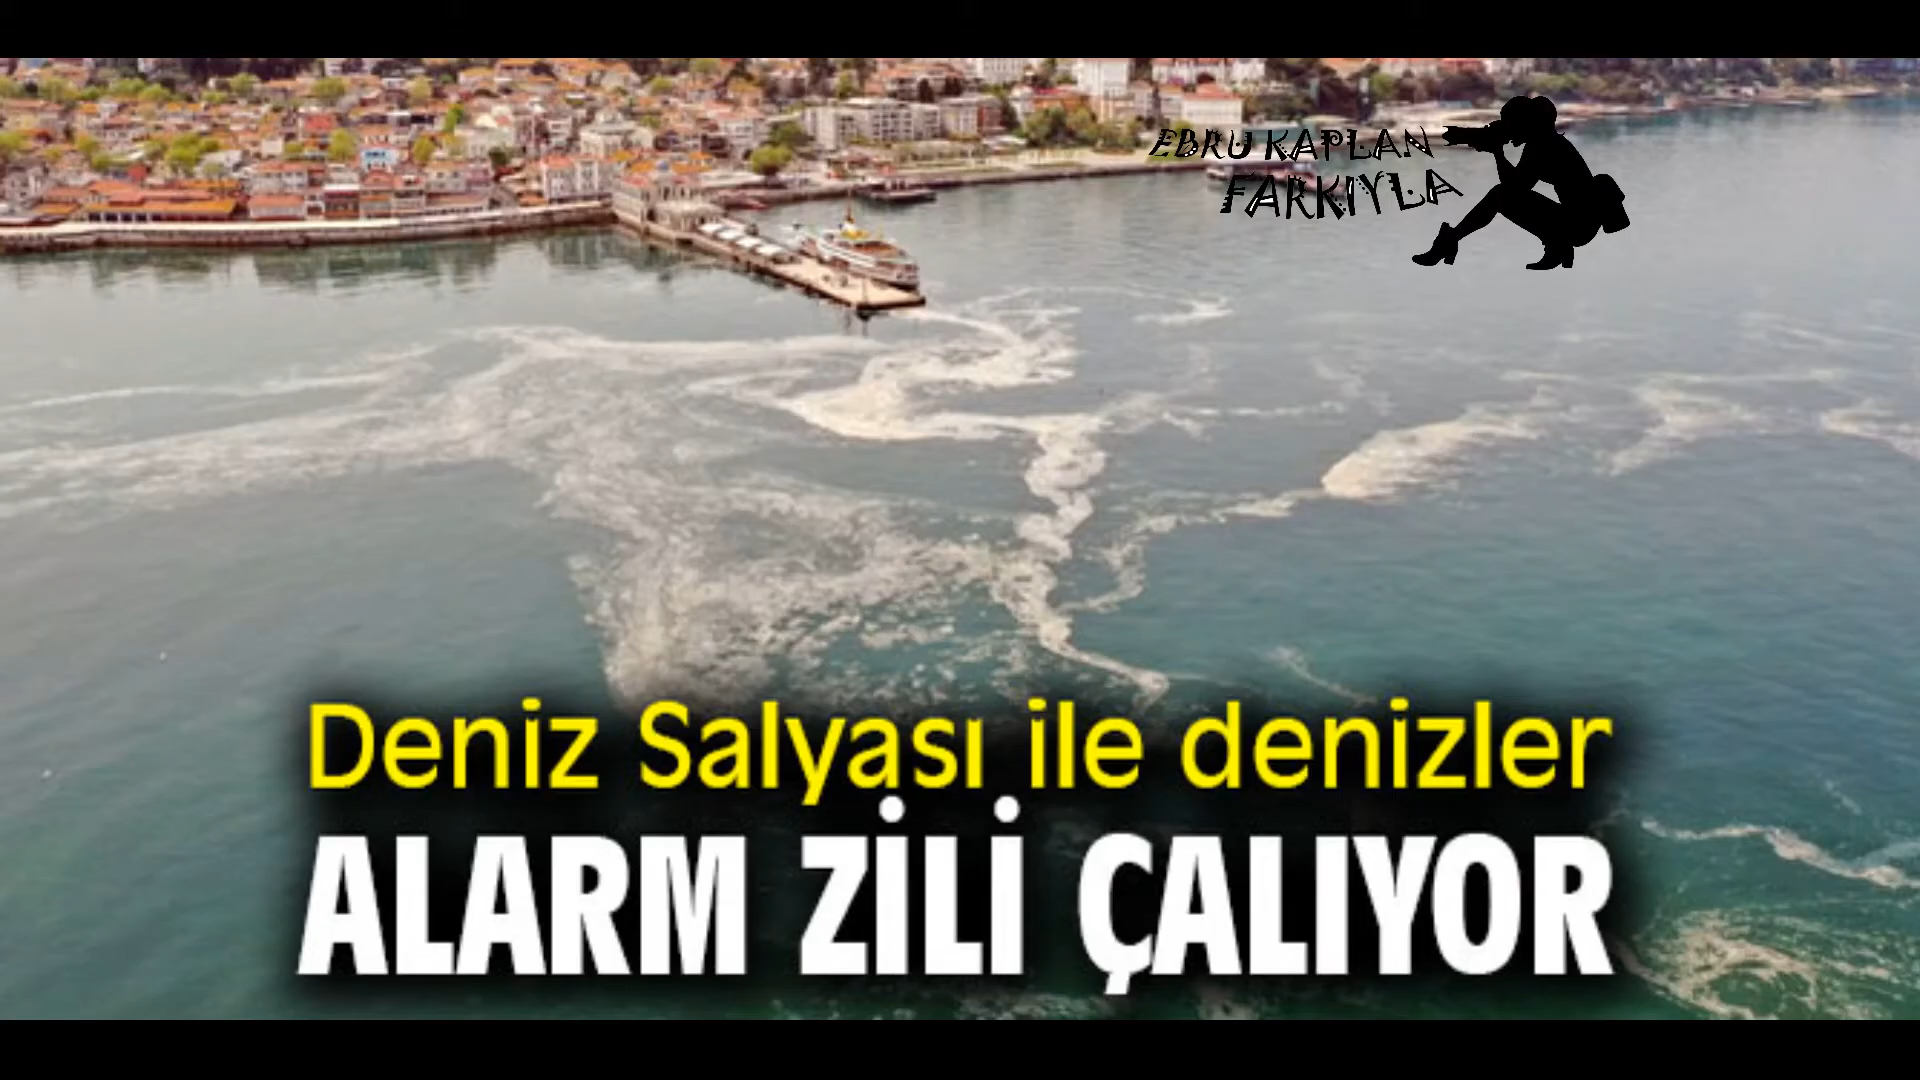 EBRU KAPLAN
FARKIYLA
Deniz Salyası ile denizler
ALARM ZİLİ ÇALIYOR